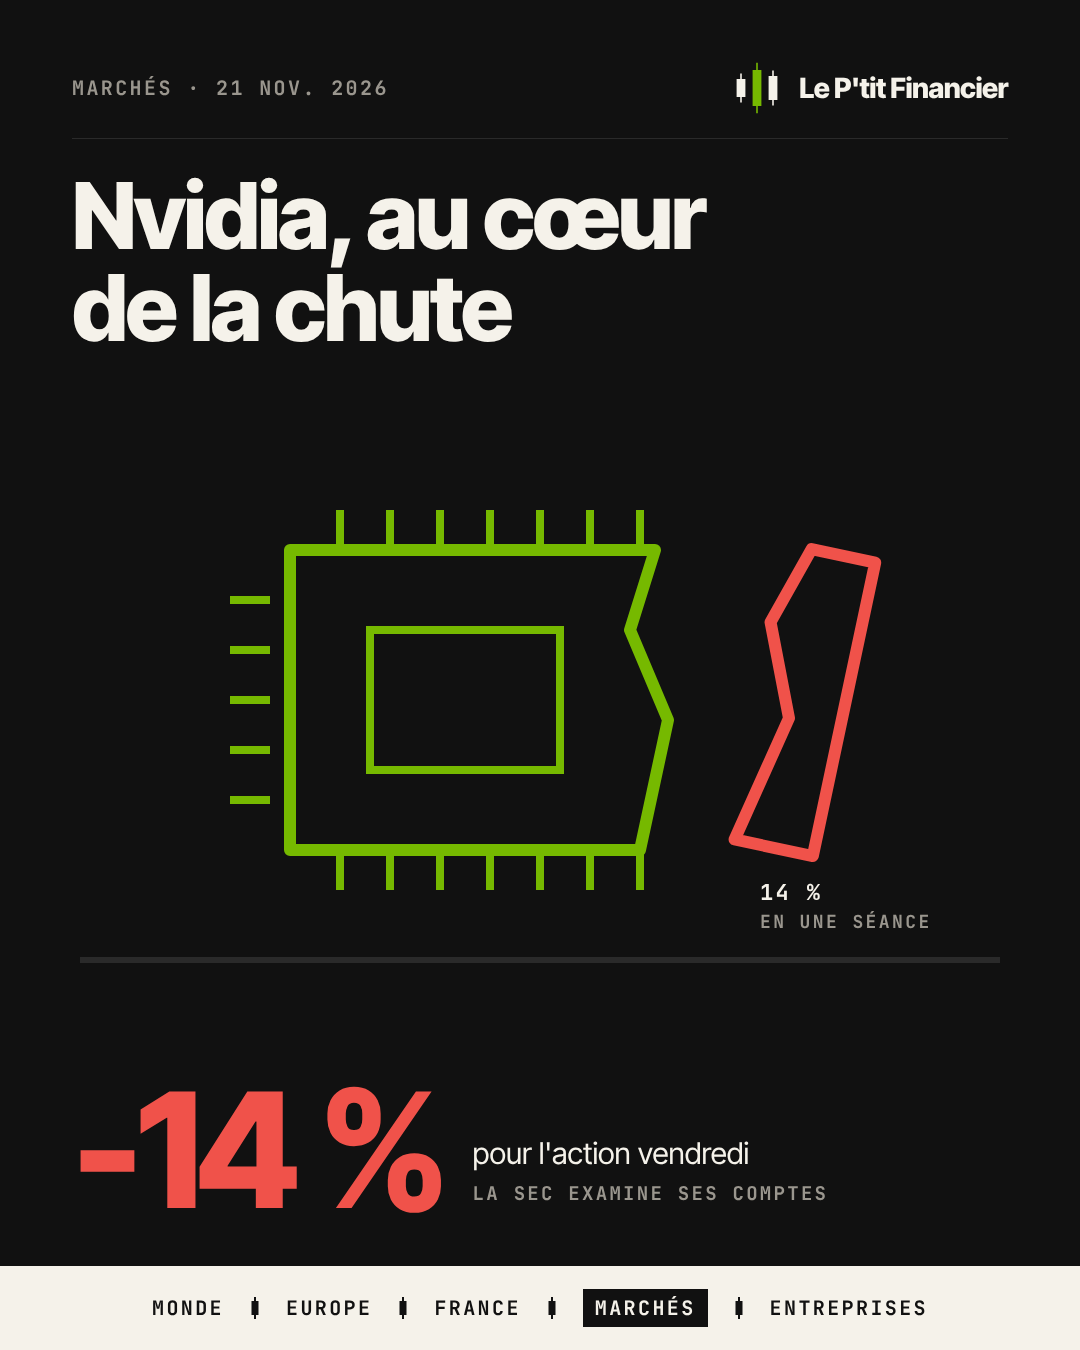 MARCHÉS · 21 NOV. 2026
Le P'tit Financier
Nvidia, au cœur
de la chute
14 %
EN UNE SÉANCE
-14 %
pour l'action vendredi
LA SEC EXAMINE SES COMPTES
MONDE EUROPE FRANCE MARCHÉS ENTREPRISES